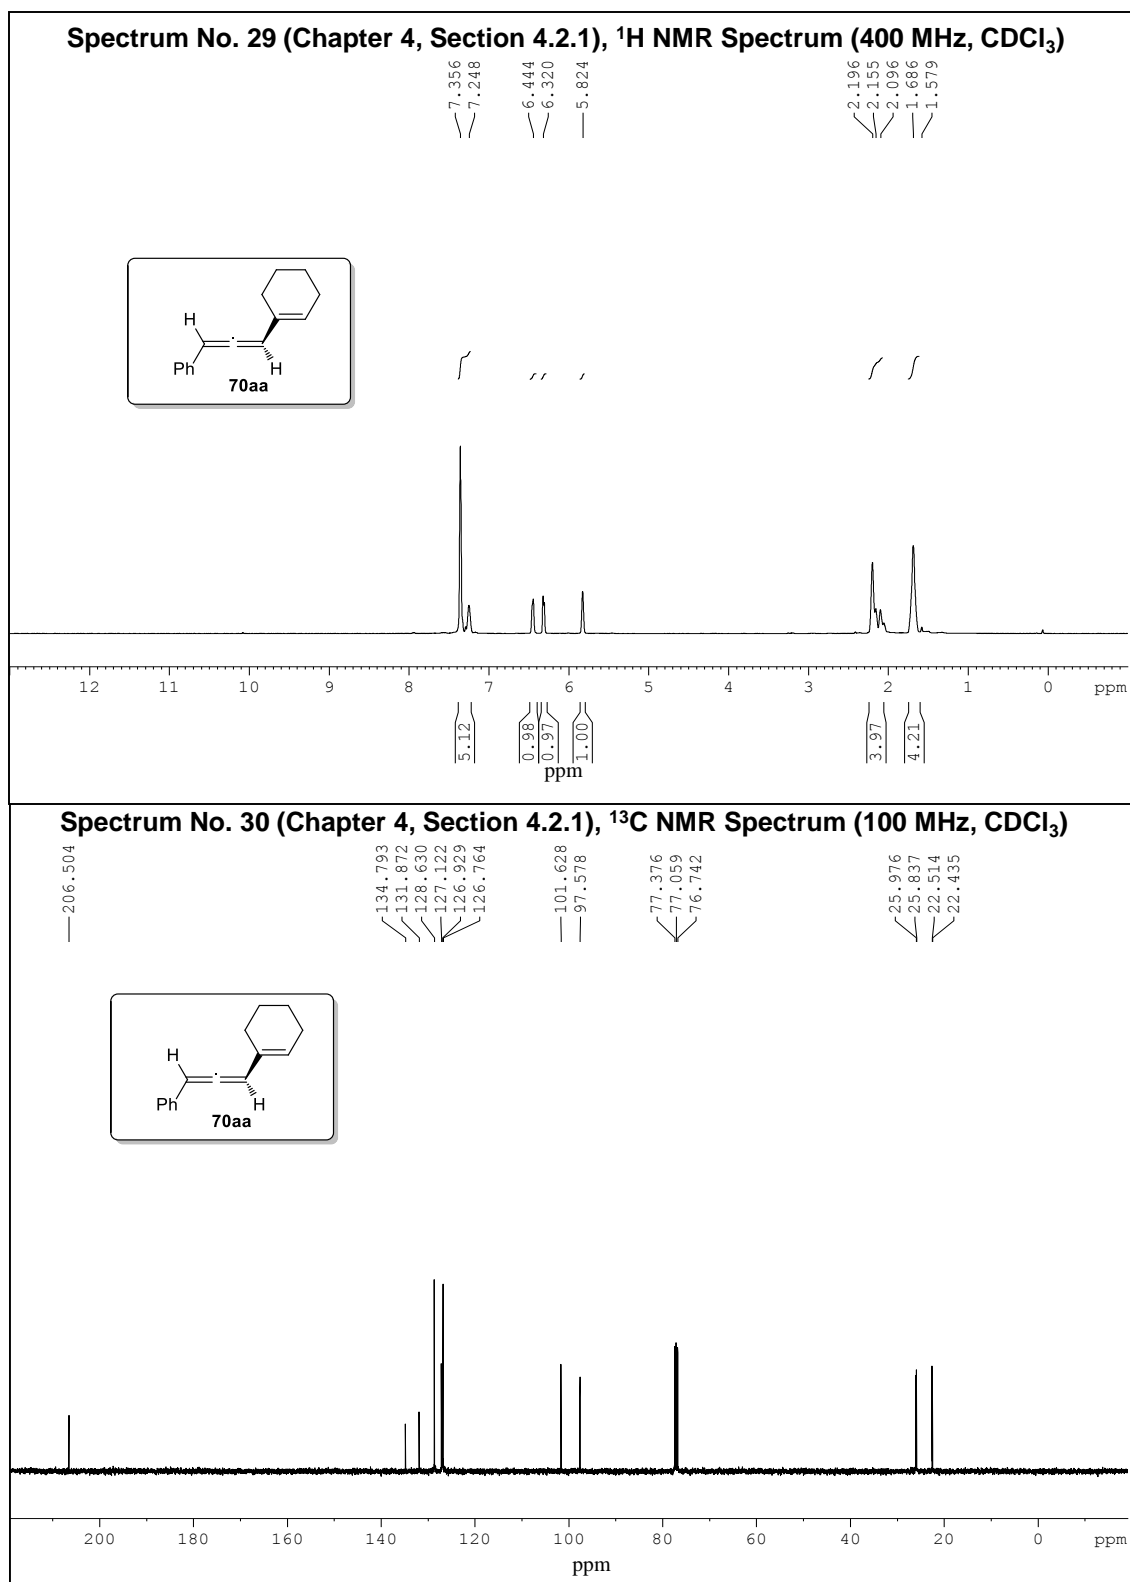 Spectrum No. 29 (Chapter 4, Section 4.2.1), ¹H NMR Spectrum (400 MHz, CDCl₃)
7.356
7.248
6.444
6.320
5.824
2.196
2.155
2.096
1.686
1.579
H
Ph
H
70aa
12 11 10 9 8 7 6 5 4 3 2 1 0 ppm
5.12
0.98
0.97
1.00
3.97
4.21
ppm
Spectrum No. 30 (Chapter 4, Section 4.2.1), ¹³C NMR Spectrum (100 MHz, CDCl₃)
206.504
134.793
131.872
128.630
127.122
126.929
126.764
101.628
97.578
77.376
77.059
76.742
25.976
25.837
22.514
22.435
H
Ph
H
70aa
200 180 160 140 120 100 80 60 40 20 0 ppm
ppm